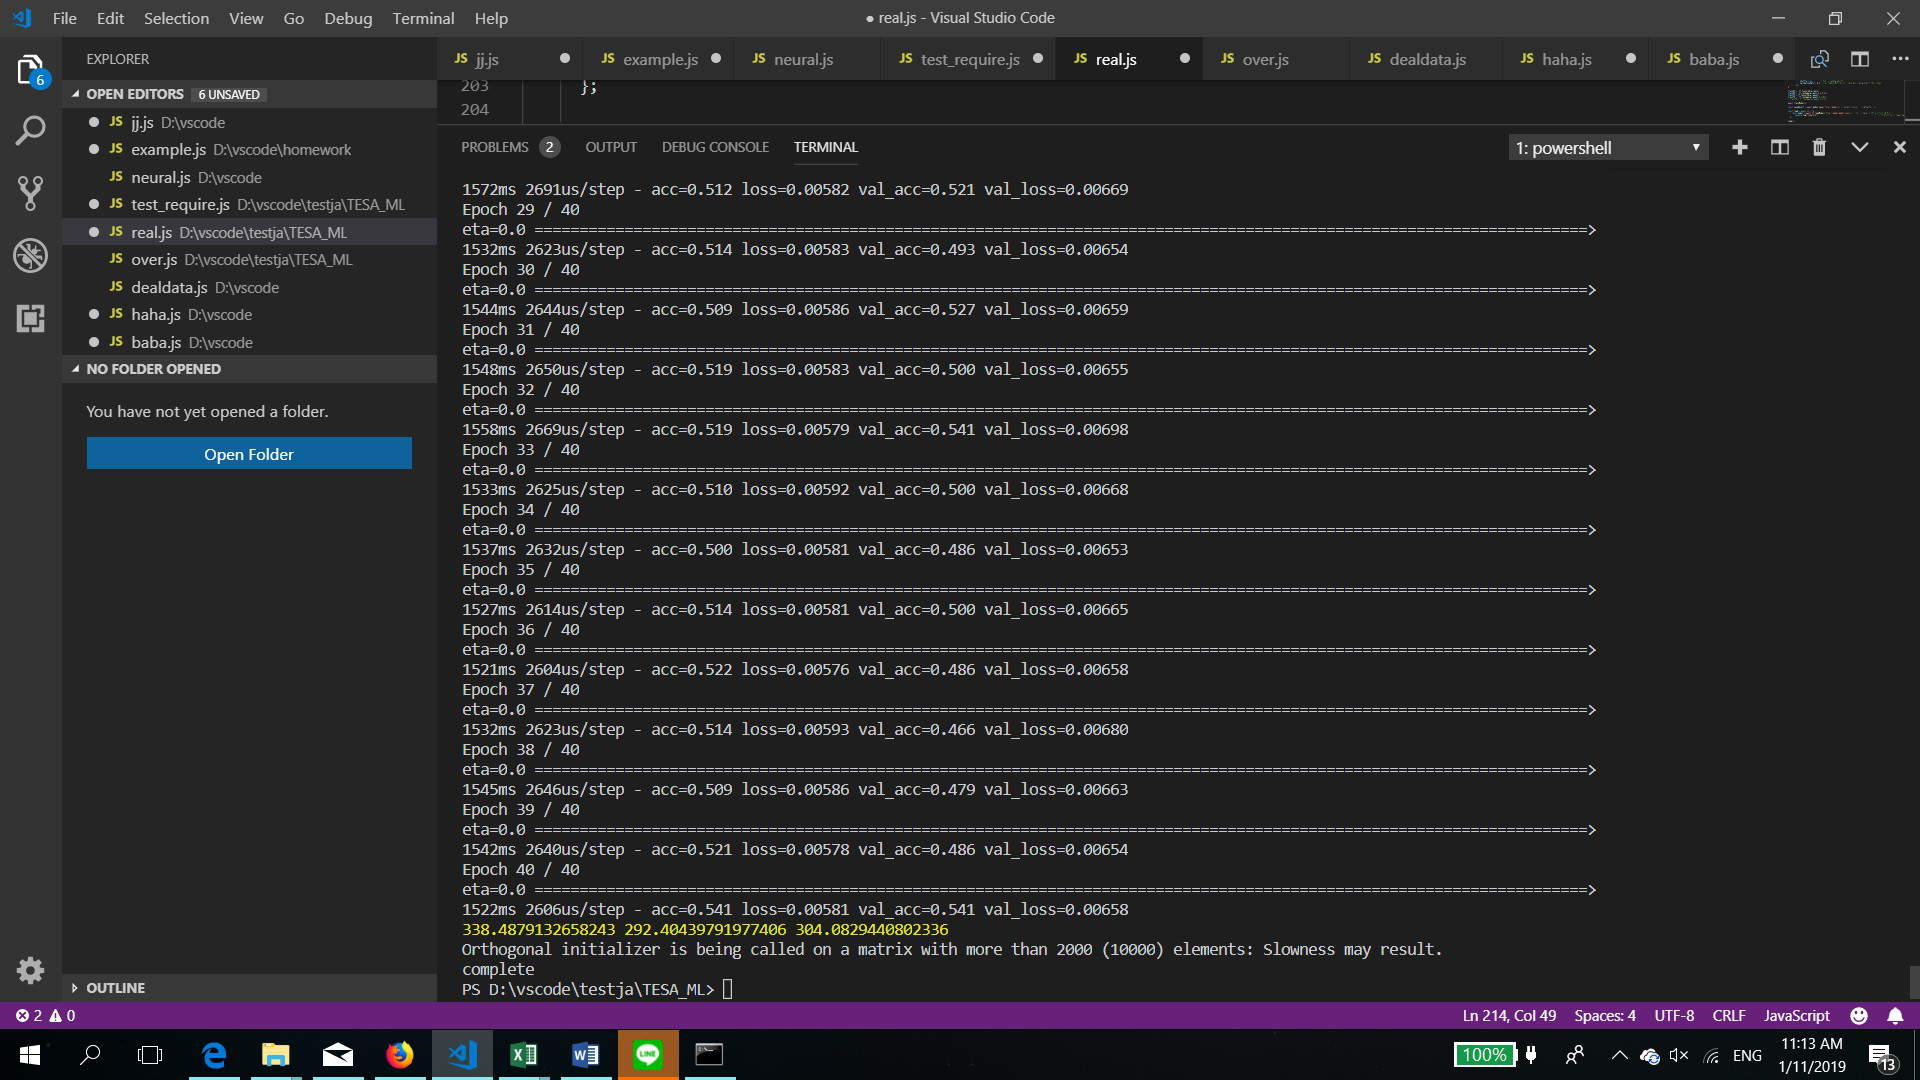 File Edit Selection View Go Debug Terminal Help
● real.js - Visual Studio Code
EXPLORER
OPEN EDITORS 6 UNSAVED
JS jj.js D:\vscode
JS example.js D:\vscode\homework
JS neural.js D:\vscode
JS test_require.js D:\vscode\testja\TESA_ML
JS real.js D:\vscode\testja\TESA_ML
JS over.js D:\vscode\testja\TESA_ML
JS dealdata.js D:\vscode
JS haha.js D:\vscode
JS baba.js D:\vscode
NO FOLDER OPENED
You have not yet opened a folder.
Open Folder
OUTLINE
6
JS jj.js JS example.js JS neural.js JS test_require.js JS real.js JS over.js JS dealdata.js JS haha.js JS baba.js
203 };
204
PROBLEMS 2 OUTPUT DEBUG CONSOLE TERMINAL 1: powershell
1572ms 2691us/step - acc=0.512 loss=0.00582 val_acc=0.521 val_loss=0.00669
Epoch 29 / 40
eta=0.0 =====================================================================================================================>
1532ms 2623us/step - acc=0.514 loss=0.00583 val_acc=0.493 val_loss=0.00654
Epoch 30 / 40
eta=0.0 =====================================================================================================================>
1544ms 2644us/step - acc=0.509 loss=0.00586 val_acc=0.527 val_loss=0.00659
Epoch 31 / 40
eta=0.0 =====================================================================================================================>
1548ms 2650us/step - acc=0.519 loss=0.00583 val_acc=0.500 val_loss=0.00655
Epoch 32 / 40
eta=0.0 =====================================================================================================================>
1558ms 2669us/step - acc=0.519 loss=0.00579 val_acc=0.541 val_loss=0.00698
Epoch 33 / 40
eta=0.0 =====================================================================================================================>
1533ms 2625us/step - acc=0.510 loss=0.00592 val_acc=0.500 val_loss=0.00668
Epoch 34 / 40
eta=0.0 =====================================================================================================================>
1537ms 2632us/step - acc=0.500 loss=0.00581 val_acc=0.486 val_loss=0.00653
Epoch 35 / 40
eta=0.0 =====================================================================================================================>
1527ms 2614us/step - acc=0.514 loss=0.00581 val_acc=0.500 val_loss=0.00665
Epoch 36 / 40
eta=0.0 =====================================================================================================================>
1521ms 2604us/step - acc=0.522 loss=0.00576 val_acc=0.486 val_loss=0.00658
Epoch 37 / 40
eta=0.0 =====================================================================================================================>
1532ms 2623us/step - acc=0.514 loss=0.00593 val_acc=0.466 val_loss=0.00680
Epoch 38 / 40
eta=0.0 =====================================================================================================================>
1545ms 2646us/step - acc=0.509 loss=0.00586 val_acc=0.479 val_loss=0.00663
Epoch 39 / 40
eta=0.0 =====================================================================================================================>
1542ms 2640us/step - acc=0.521 loss=0.00578 val_acc=0.486 val_loss=0.00654
Epoch 40 / 40
eta=0.0 =====================================================================================================================>
1522ms 2606us/step - acc=0.541 loss=0.00581 val_acc=0.541 val_loss=0.00658
338.4879132658243 292.40439791977406 304.0829440802336
Orthogonal initializer is being called on a matrix with more than 2000 (10000) elements: Slowness may result.
complete
PS D:\vscode\testja\TESA_ML>
2 0 Ln 214, Col 49 Spaces: 4 UTF-8 CRLF JavaScript
LINE
100% ENG
11:13 AM
1/11/2019
13